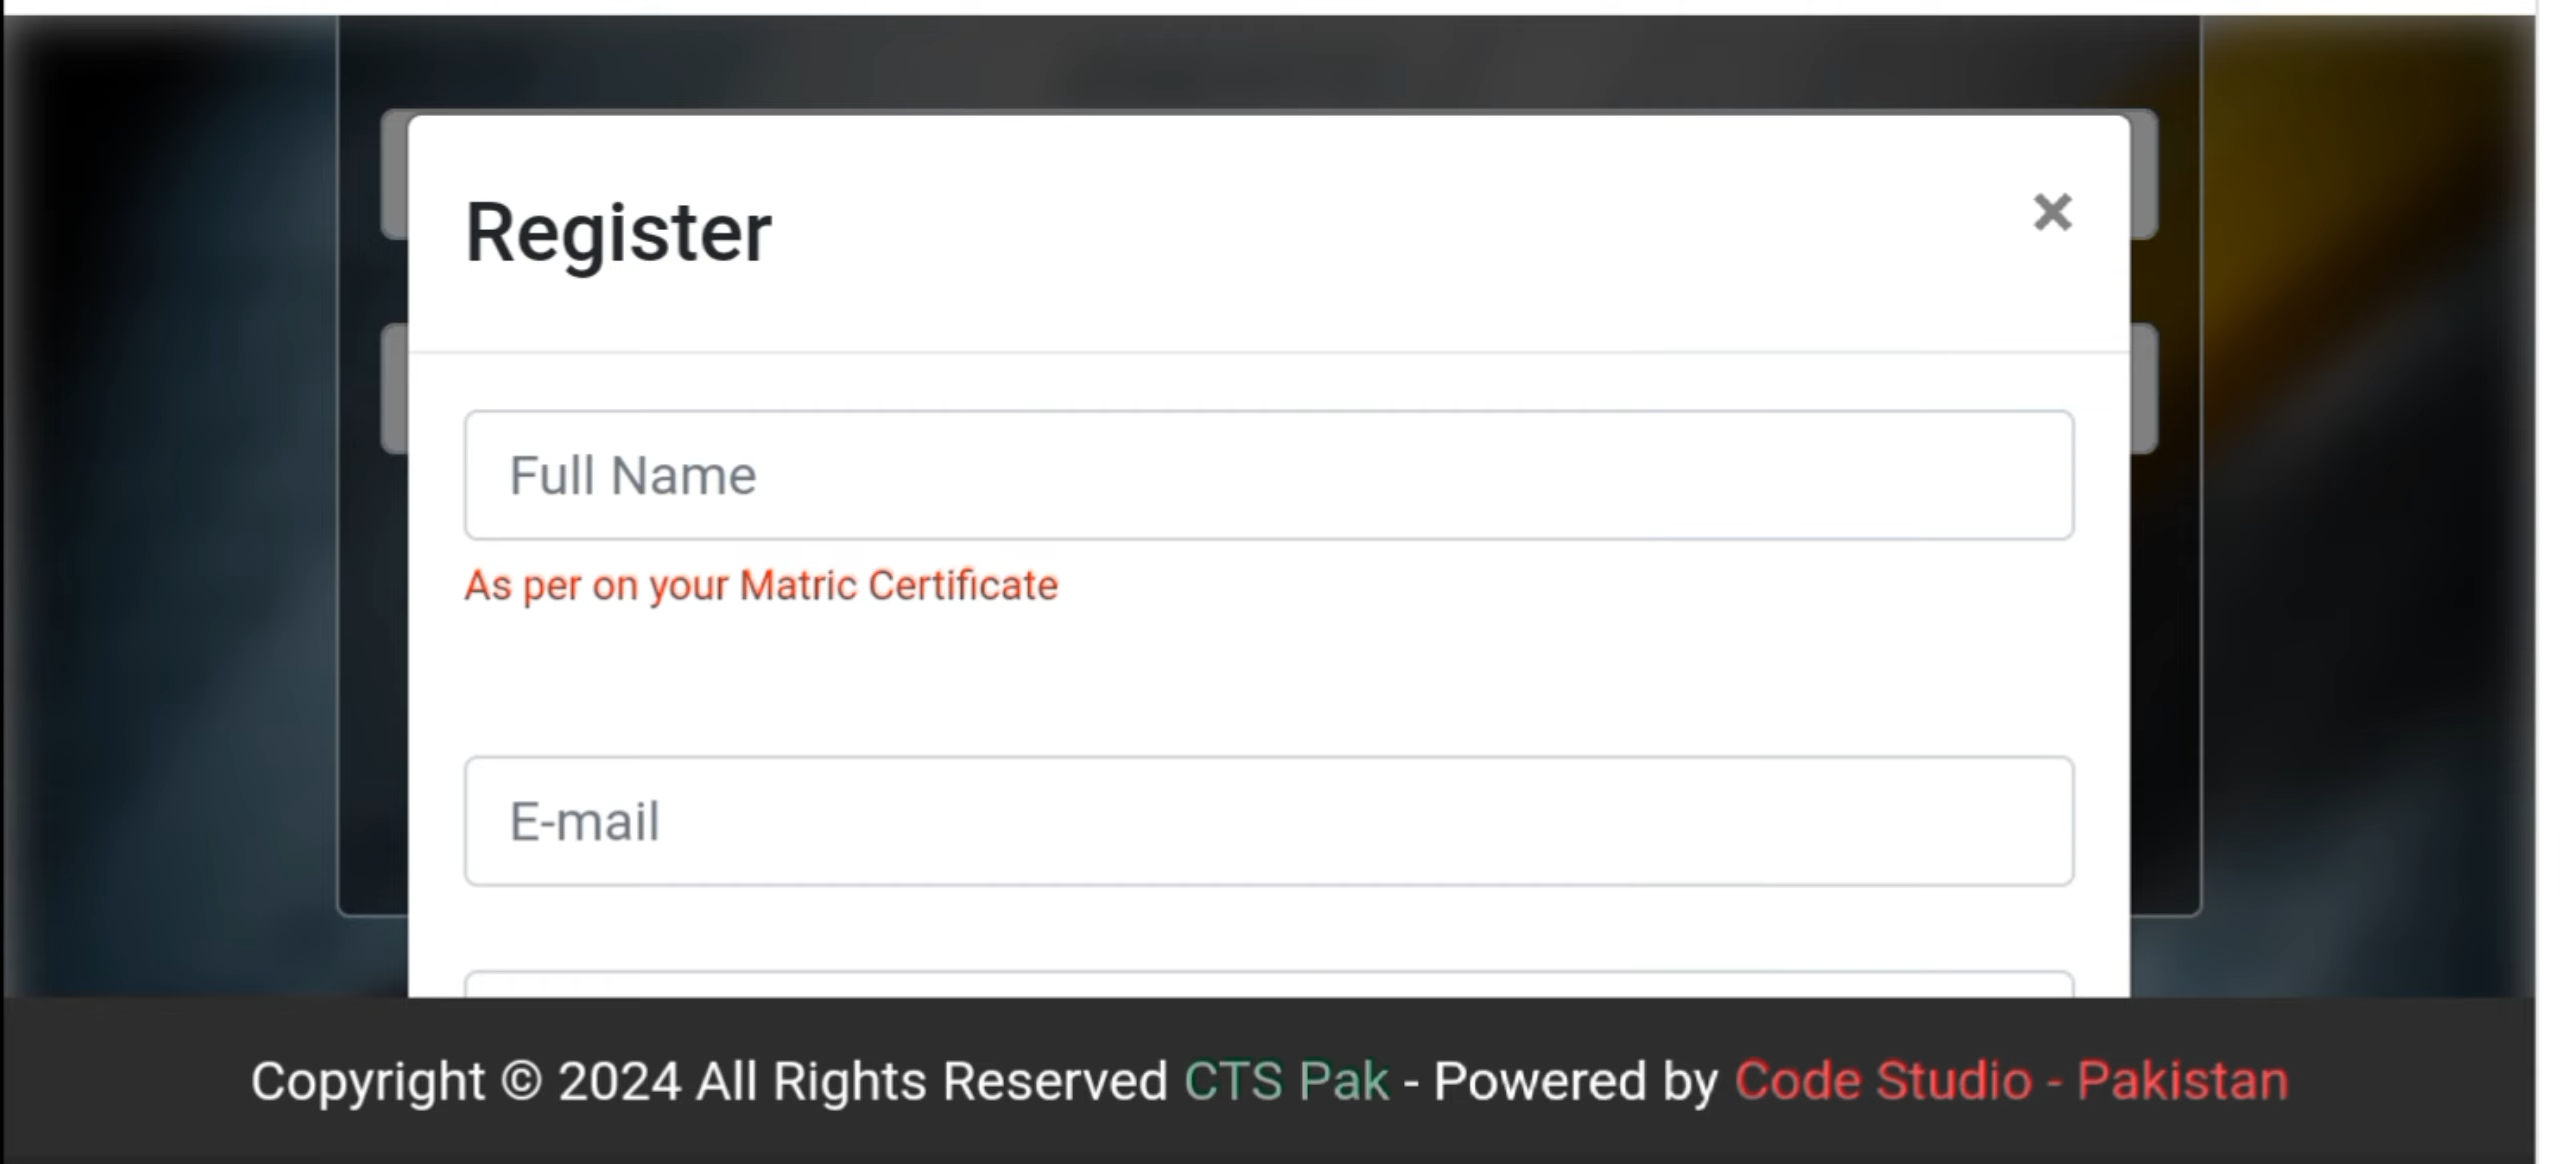 Register
×
Full Name
As per on your Matric Certificate
E-mail
Copyright © 2024 All Rights Reserved CTS Pak - Powered by Code Studio - Pakistan